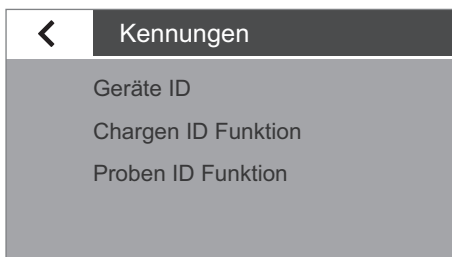 Kennungen
Geräte ID
Chargen ID Funktion
Proben ID Funktion